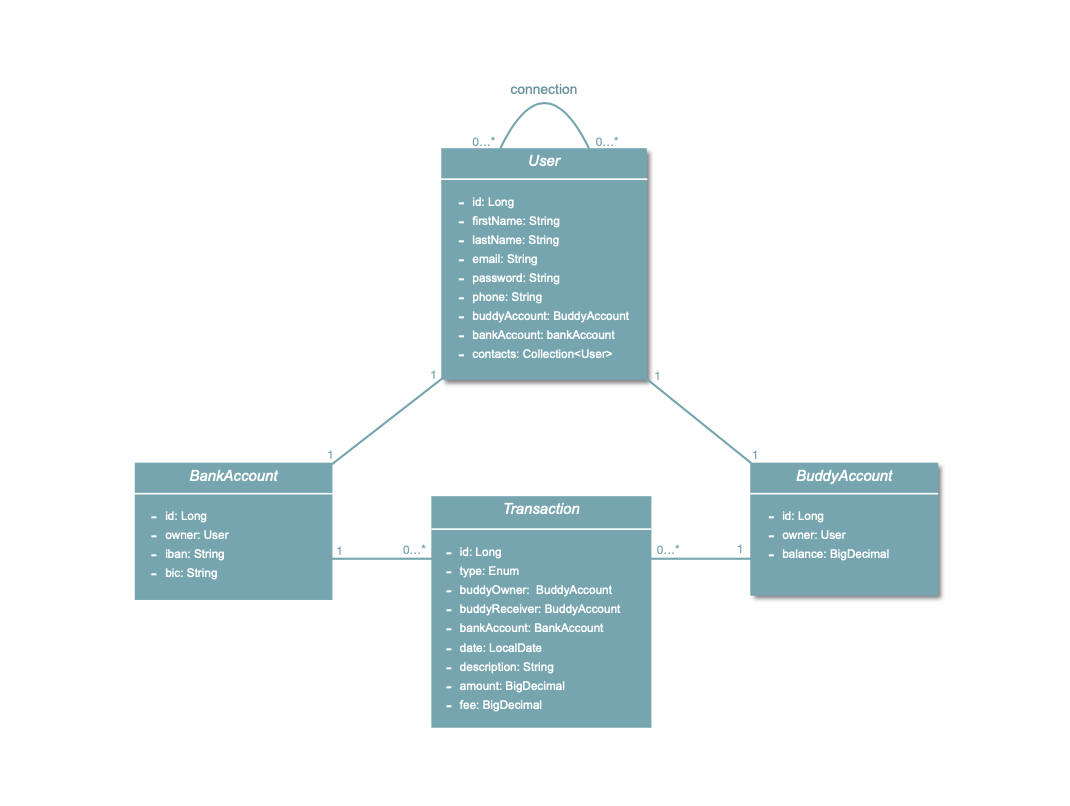 connection
0...*
0...*
User
- id: Long
- firstName: String
- lastName: String
- email: String
- password: String
- phone: String
- buddyAccount: BuddyAccount
- bankAccount: bankAccount
- contacts: Collection<User>
1
1
1
1
BankAccount
- id: Long
- owner: User
- iban: String
- bic: String
1
0...*
Transaction
- id: Long
- type: Enum
- buddyOwner:  BuddyAccount
- buddyReceiver: BuddyAccount
- bankAccount: BankAccount
- date: LocalDate
- description: String
- amount: BigDecimal
- fee: BigDecimal
0...*
1
BuddyAccount
- id: Long
- owner: User
- balance: BigDecimal